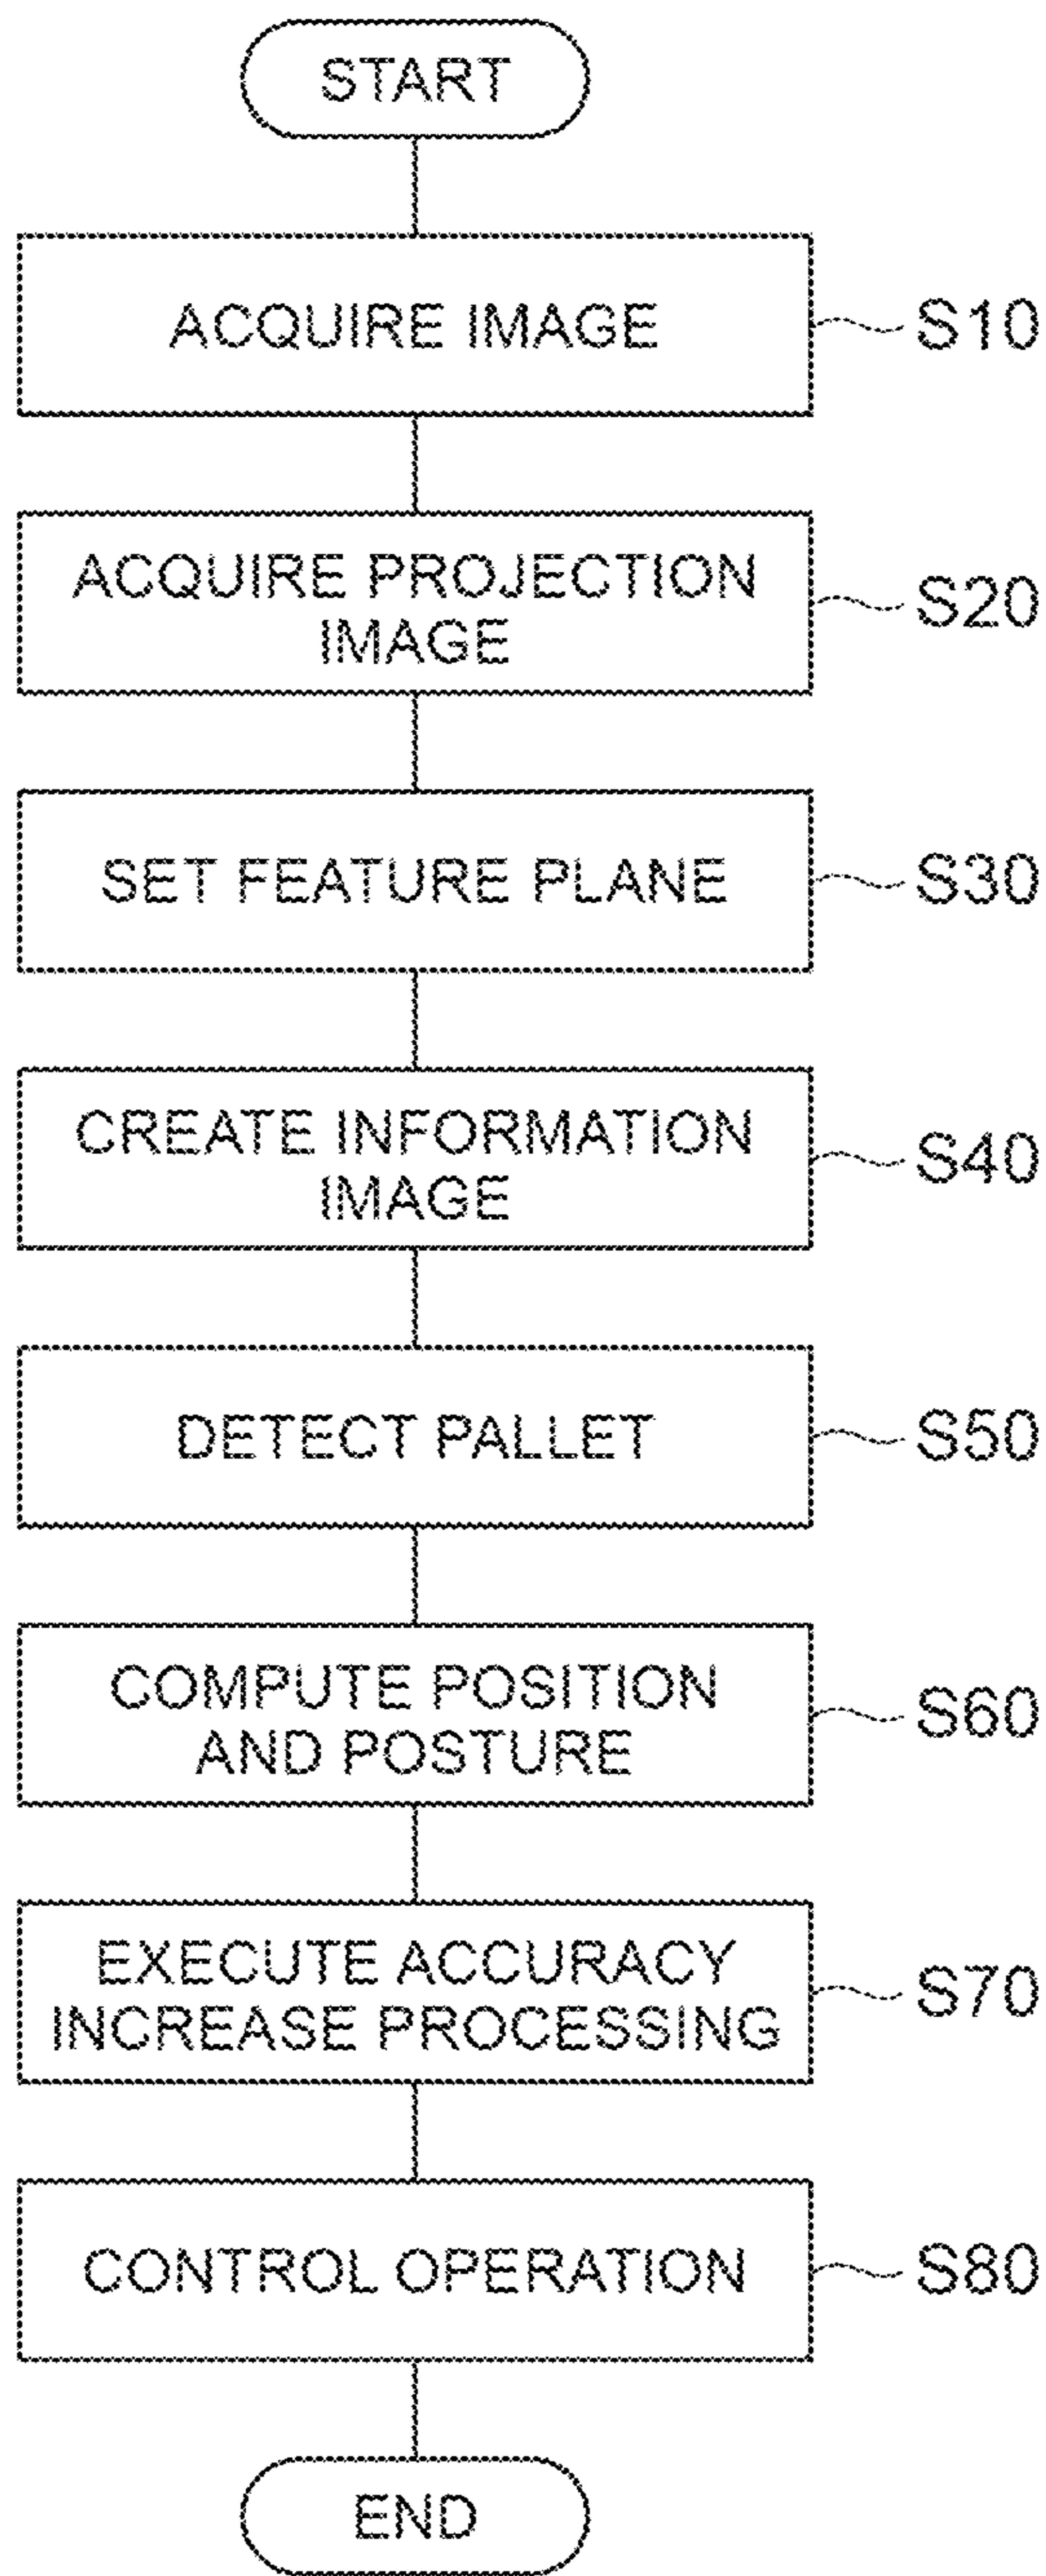 START
ACQUIRE IMAGE
S10
ACQUIRE PROJECTION
IMAGE
S20
SET FEATURE PLANE
S30
CREATE INFORMATION
IMAGE
S40
DETECT PALLET
S50
COMPUTE POSITION
AND POSTURE
S60
EXECUTE ACCURACY
INCREASE PROCESSING
S70
CONTROL OPERATION
S80
END